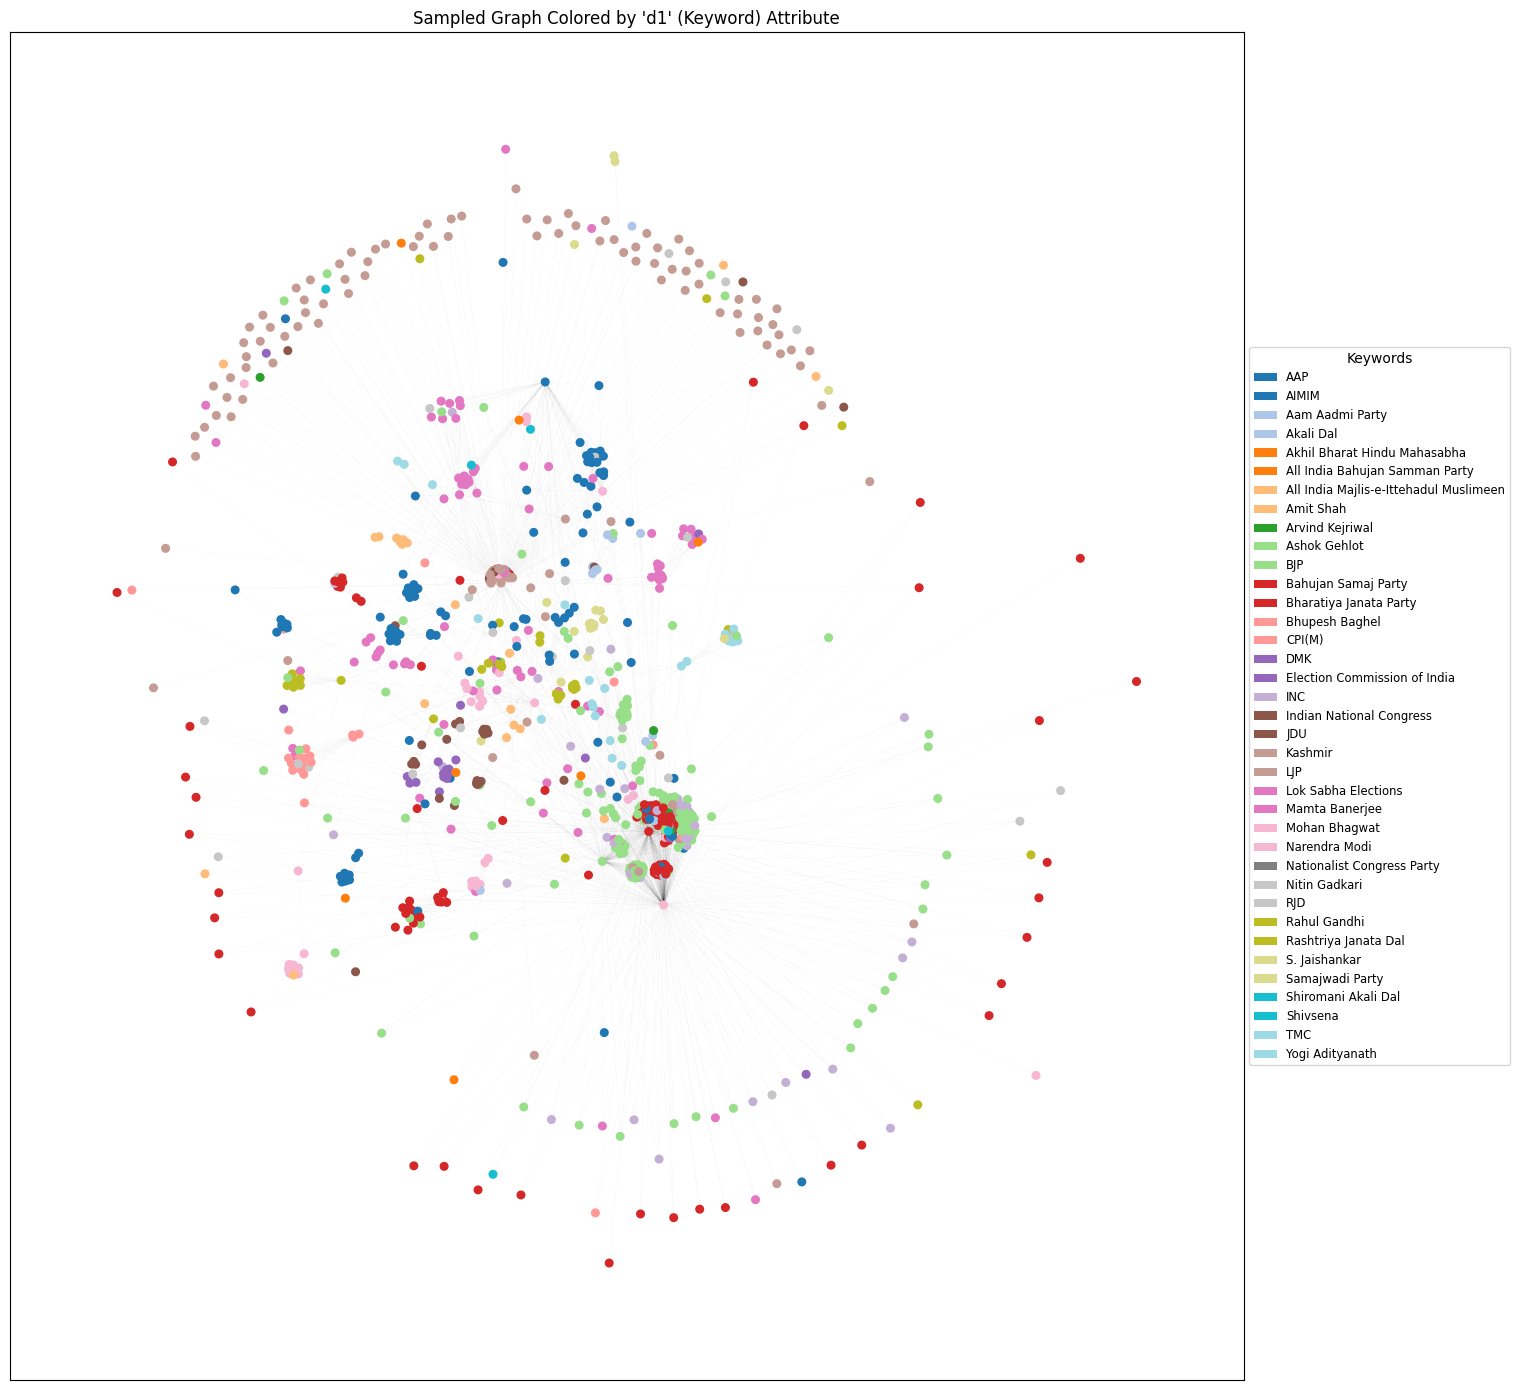 Sampled Graph Colored by 'd1' (Keyword) Attribute
Keywords
AAP
AIMIM
Aam Aadmi Party
Akali Dal
Akhil Bharat Hindu Mahasabha
All India Bahujan Samman Party
All India Majlis-e-Ittehadul Muslimeen
Amit Shah
Arvind Kejriwal
Ashok Gehlot
BJP
Bahujan Samaj Party
Bharatiya Janata Party
Bhupesh Baghel
CPI(M)
DMK
Election Commission of India
INC
Indian National Congress
JDU
Kashmir
LJP
Lok Sabha Elections
Mamta Banerjee
Mohan Bhagwat
Narendra Modi
Nationalist Congress Party
Nitin Gadkari
RJD
Rahul Gandhi
Rashtriya Janata Dal
S. Jaishankar
Samajwadi Party
Shiromani Akali Dal
Shivsena
TMC
Yogi Adityanath